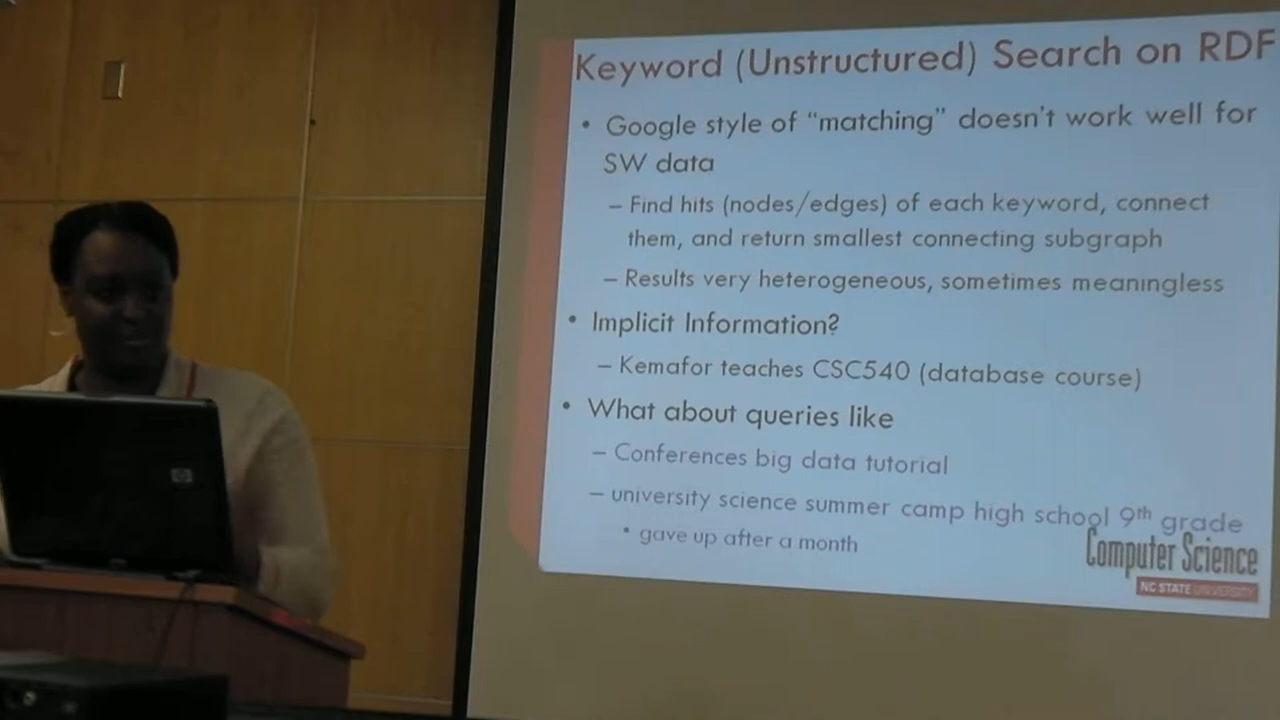 Keyword (Unstructured) Search on RDF
• Google style of “matching” doesn’t work well for
SW data
– Find hits (nodes/edges) of each keyword, connect
them, and return smallest connecting subgraph
– Results very heterogeneous, sometimes meaningless
• Implicit Information?
– Kemafor teaches CSC540 (database course)
• What about queries like
– Conferences big data tutorial
– university science summer camp high school 9th grade
• gave up after a month
Computer Science
NC STATE UNIVERSITY
hp